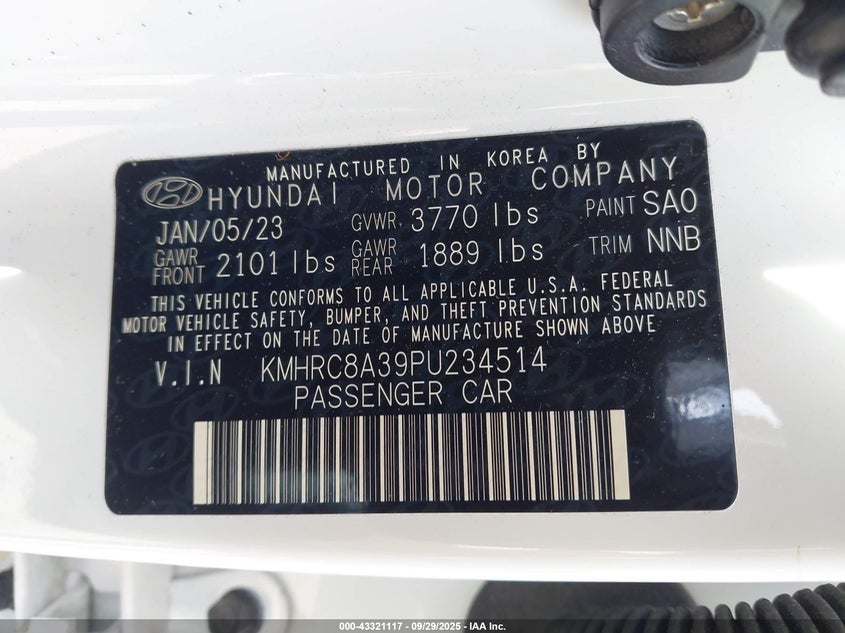 MANUFACTURED IN KOREA BY
HYUNDAI MOTOR COMPANY
JAN/05/23 GVWR 3770 lbs PAINT SAO
GAWR FRONT 2101 lbs GAWR REAR 1889 lbs TRIM NNB
THIS VEHICLE CONFORMS TO ALL APPLICABLE U.S.A. FEDERAL
MOTOR VEHICLE SAFETY, BUMPER, AND THEFT PREVENTION STANDARDS
IN EFFECT ON THE DATE OF MANUFACTURE SHOWN ABOVE
V.I.N KMHRC8A39PU234514
PASSENGER CAR
000-43321117 - 09/29/2025 - IAA Inc.